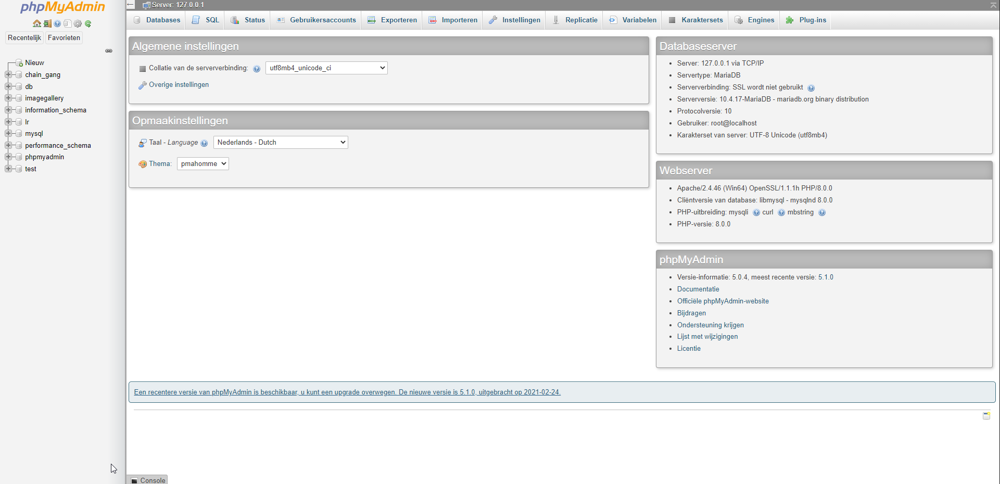 phpMyAdmin
Recentelijk Favorieten
Nieuw
chain_gang
db
imagegallery
information_schema
lr
mysql
performance_schema
phpmyadmin
test
Server: 127.0.0.1
Databases SQL Status Gebruikersaccounts Exporteren Importeren Instellingen Replicatie Variabelen Karaktersets Engines Plug-ins
Algemene instellingen
Collatie van de serververbinding: utf8mb4_unicode_ci
Overige instellingen
Opmaakinstellingen
Taal - Language Nederlands - Dutch
Thema: pmahomme
Databaseserver
Server: 127.0.0.1 via TCP/IP
Servertype: MariaDB
Serververbinding: SSL wordt niet gebruikt
Serverversie: 10.4.17-MariaDB - mariadb.org binary distribution
Protocolversie: 10
Gebruiker: root@localhost
Karakterset van server: UTF-8 Unicode (utf8mb4)
Webserver
Apache/2.4.46 (Win64) OpenSSL/1.1.1h PHP/8.0.0
Cliëntversie van database: libmysql - mysqlnd 8.0.0
PHP-uitbreiding: mysqli curl mbstring
PHP-versie: 8.0.0
phpMyAdmin
Versie-informatie: 5.0.4, meest recente versie: 5.1.0
Documentatie
Officiële phpMyAdmin-website
Bijdragen
Ondersteuning krijgen
Lijst met wijzigingen
Licentie
Een recentere versie van phpMyAdmin is beschikbaar, u kunt een upgrade overwegen. De nieuwe versie is 5.1.0, uitgebracht op 2021-02-24.
Console